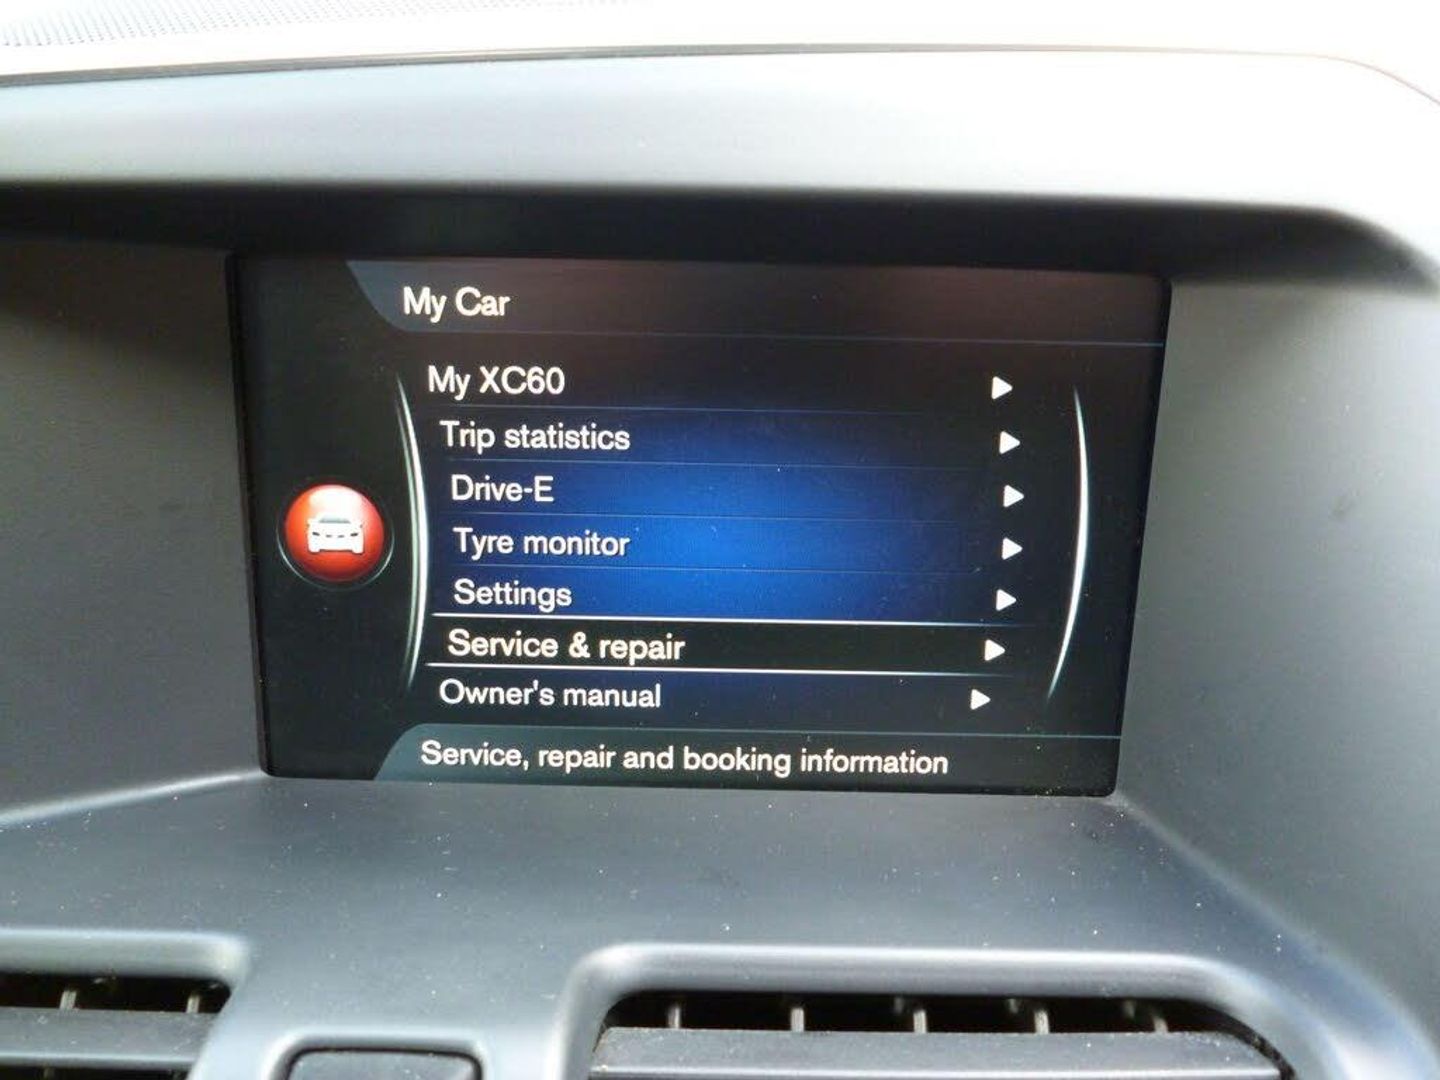 My Car
My XC60
Trip statistics
Drive-E
Tyre monitor
Settings
Service & repair
Owner's manual
Service, repair and booking information